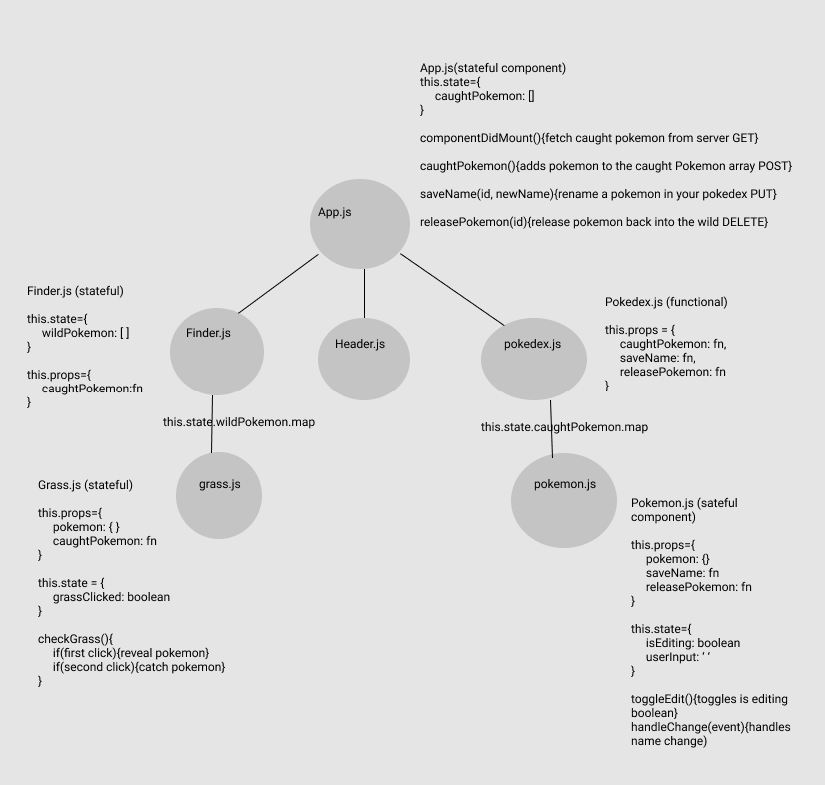 App.js(stateful component)
this.state={
caughtPokemon: []
}
componentDidMount(){fetch caught pokemon from server GET}
caughtPokemon(){adds pokemon to the caught Pokemon array POST}
saveName(id, newName){rename a pokemon in your pokedex PUT}
releasePokemon(id){release pokemon back into the wild DELETE}
App.js
Finder.js (stateful)
this.state={
wildPokemon: [ ]
}
this.props={
caughtPokemon:fn
}
Finder.js
Header.js
pokedex.js
Pokedex.js (functional)
this.props = {
caughtPokemon: fn,
saveName: fn,
releasePokemon: fn
}
this.state.wildPokemon.map
this.state.caughtPokemon.map
Grass.js (stateful)
this.props={
pokemon: { }
caughtPokemon: fn
}
this.state = {
grassClicked: boolean
}
checkGrass(){
if(first click){reveal pokemon}
if(second click){catch pokemon}
}
grass.js
pokemon.js
Pokemon.js (sateful
component)
this.props={
pokemon: {}
saveName: fn
releasePokemon: fn
}
this.state={
isEditing: boolean
userInput: ‘ ‘
}
toggleEdit(){toggles is editing
boolean}
handleChange(event){handles
name change)